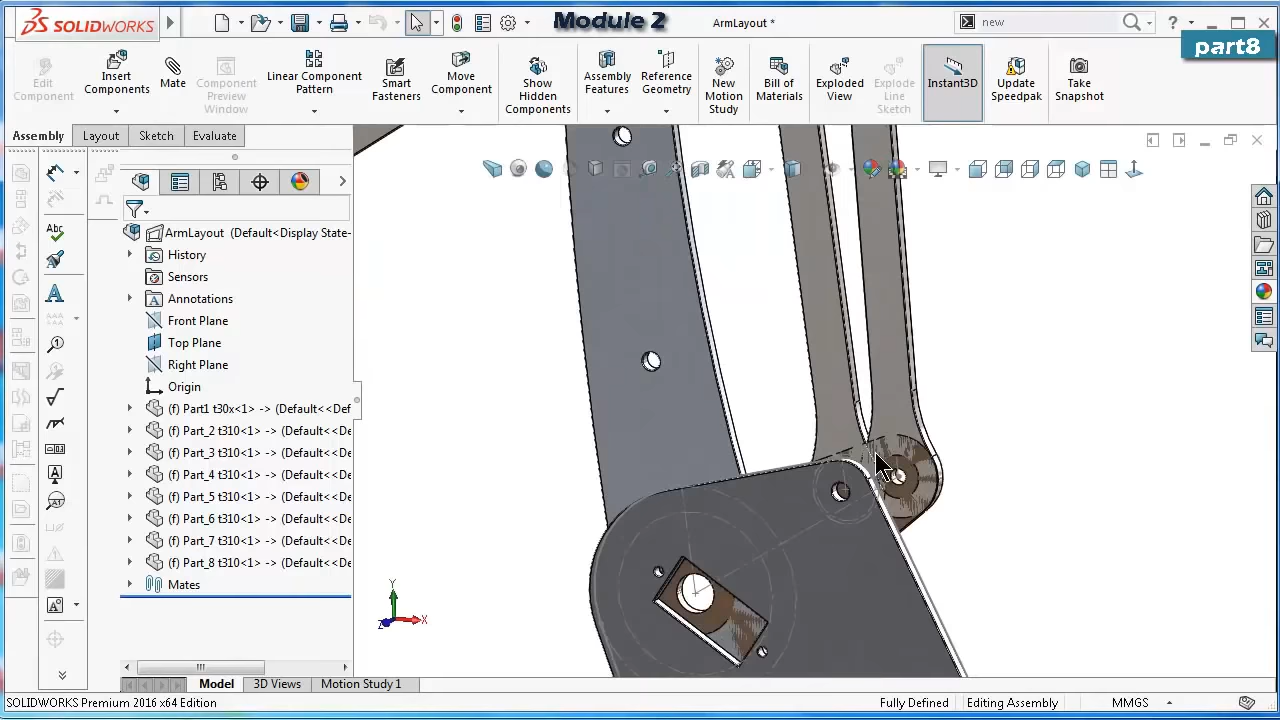 SOLIDWORKS
Module 2
ArmLayout *
new
part8
Edit Component
Insert Components
Mate
Component Preview Window
Linear Component Pattern
Smart Fasteners
Move Component
Show Hidden Components
Assembly Features
Reference Geometry
New Motion Study
Bill of Materials
Exploded View
Explode Line Sketch
Instant3D
Update Speedpak
Take Snapshot
Assembly
Layout
Sketch
Evaluate
ArmLayout (Default<Display State-
History
Sensors
Annotations
Front Plane
Top Plane
Right Plane
Origin
(f) Part1 t30x<1> -> (Default<<Def
(f) Part_2 t310<1> -> (Default<<De
(f) Part_3 t310<1> -> (Default<<De
(f) Part_4 t310<1> -> (Default<<De
(f) Part_5 t310<1> -> (Default<<De
(f) Part_6 t310<1> -> (Default<<De
(f) Part_7 t310<1> -> (Default<<De
(f) Part_8 t310<1> -> (Default<<De
Mates
Y
X
Z
Model
3D Views
Motion Study 1
SOLIDWORKS Premium 2016 x64 Edition
Fully Defined
Editing Assembly
MMGS